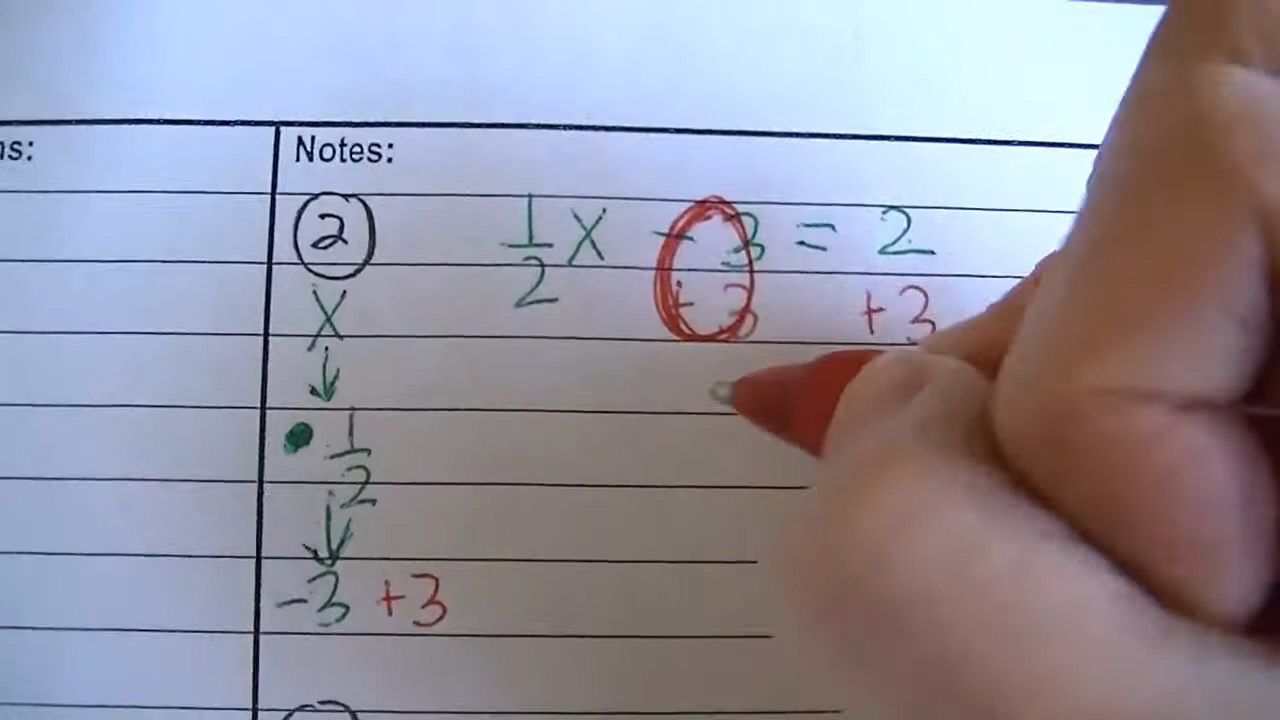 ns:
Notes:
2 1/2 x - 3 = 2
x + 3 + 3
↓
• 1/2
↓
-3 +3